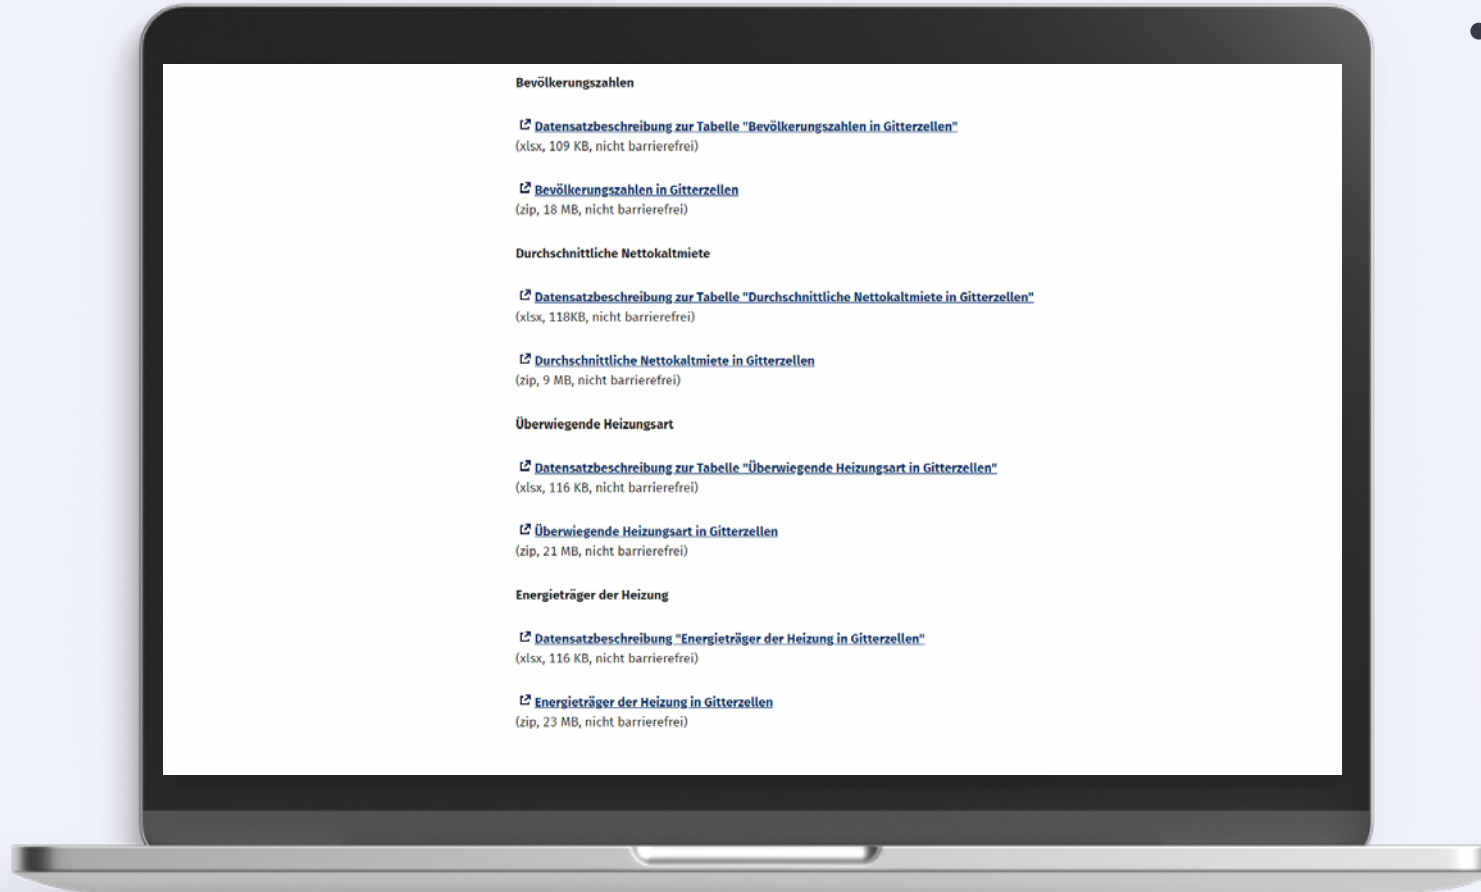 Bevölkerungszahlen
Datensatzbeschreibung zur Tabelle "Bevölkerungszahlen in Gitterzellen"
(xlsx, 109 KB, nicht barrierefrei)
Bevölkerungszahlen in Gitterzellen
(zip, 18 MB, nicht barrierefrei)
Durchschnittliche Nettokaltmiete
Datensatzbeschreibung zur Tabelle "Durchschnittliche Nettokaltmiete in Gitterzellen"
(xlsx, 118KB, nicht barrierefrei)
Durchschnittliche Nettokaltmiete in Gitterzellen
(zip, 9 MB, nicht barrierefrei)
Überwiegende Heizungsart
Datensatzbeschreibung zur Tabelle "Überwiegende Heizungsart in Gitterzellen"
(xlsx, 116 KB, nicht barrierefrei)
Überwiegende Heizungsart in Gitterzellen
(zip, 21 MB, nicht barrierefrei)
Energieträger der Heizung
Datensatzbeschreibung "Energieträger der Heizung in Gitterzellen"
(xlsx, 116 KB, nicht barrierefrei)
Energieträger der Heizung in Gitterzellen
(zip, 23 MB, nicht barrierefrei)